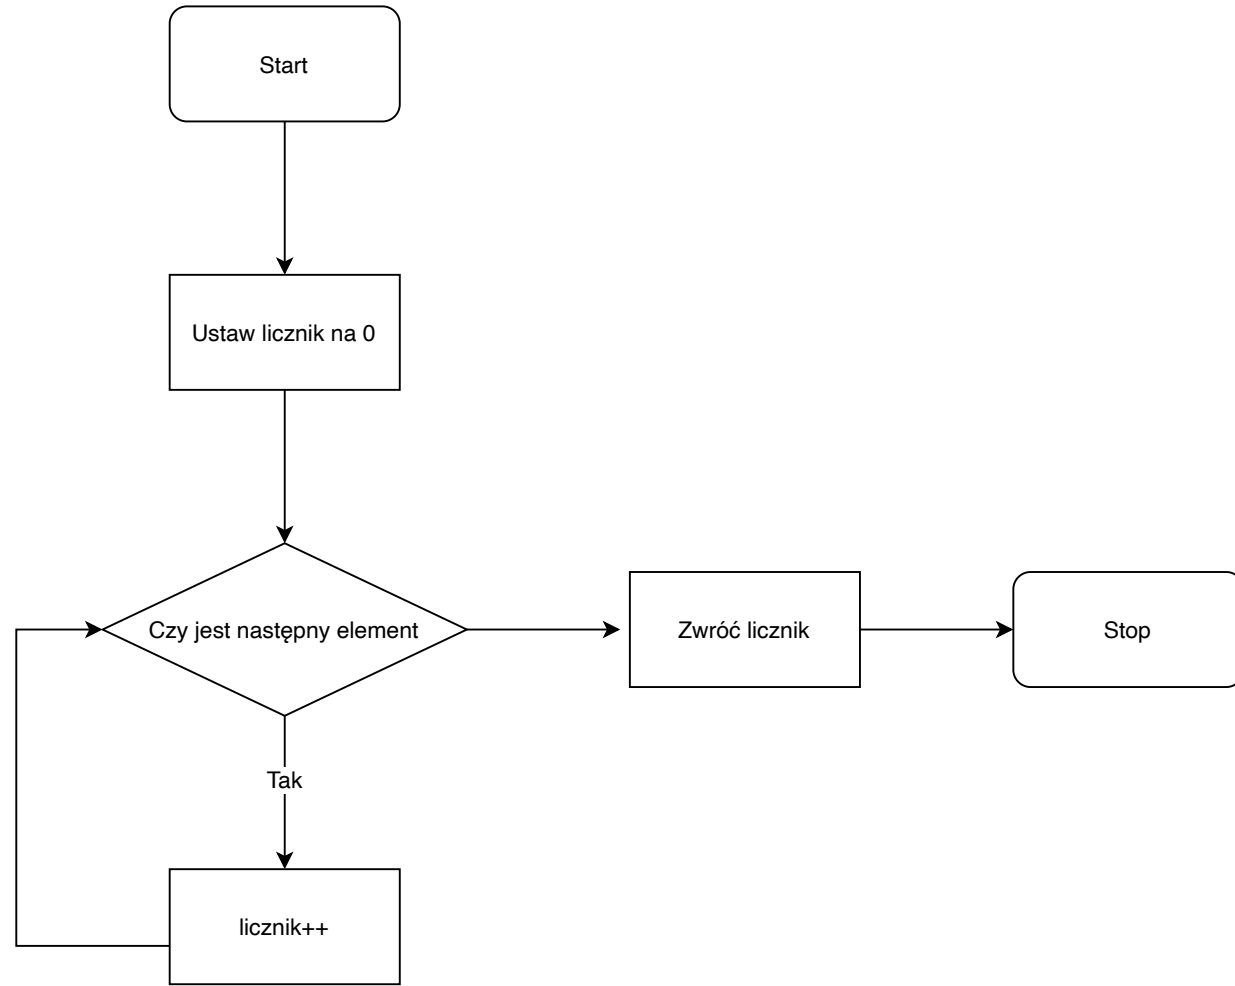 Start
Ustaw licznik na 0
Czy jest następny element
Zwróć licznik
Stop
Tak
licznik++